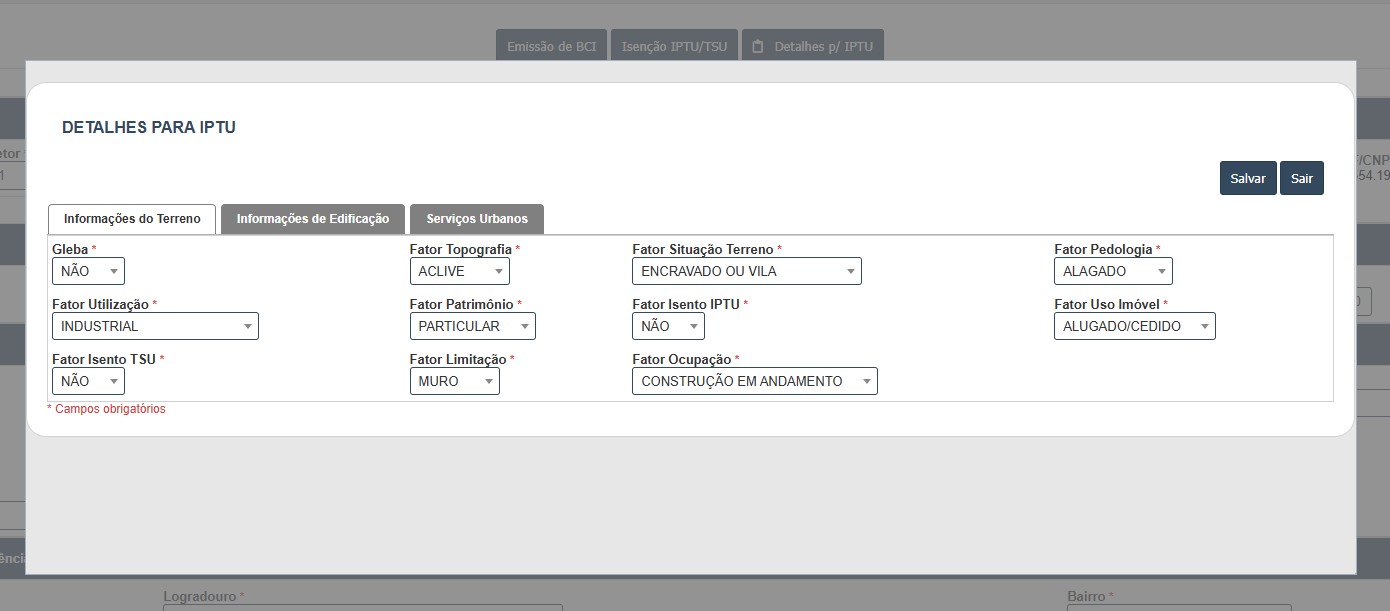 Emissão de BCI Isenção IPTU/TSU Detalhes p/ IPTU
DETALHES PARA IPTU
etor
/CNP
1
54.19
Salvar Sair
Informações do Terreno Informações de Edificação Serviços Urbanos
Gleba * Fator Topografia * Fator Situação Terreno * Fator Pedologia *
NÃO ACLIVE ENCRAVADO OU VILA ALAGADO
Fator Utilização * Fator Patrimônio * Fator Isento IPTU * Fator Uso Imóvel *
INDUSTRIAL PARTICULAR NÃO ALUGADO/CEDIDO
Fator Isento TSU * Fator Limitação * Fator Ocupação *
NÃO MURO CONSTRUÇÃO EM ANDAMENTO
* Campos obrigatórios
ênci
Logradouro * Bairro *